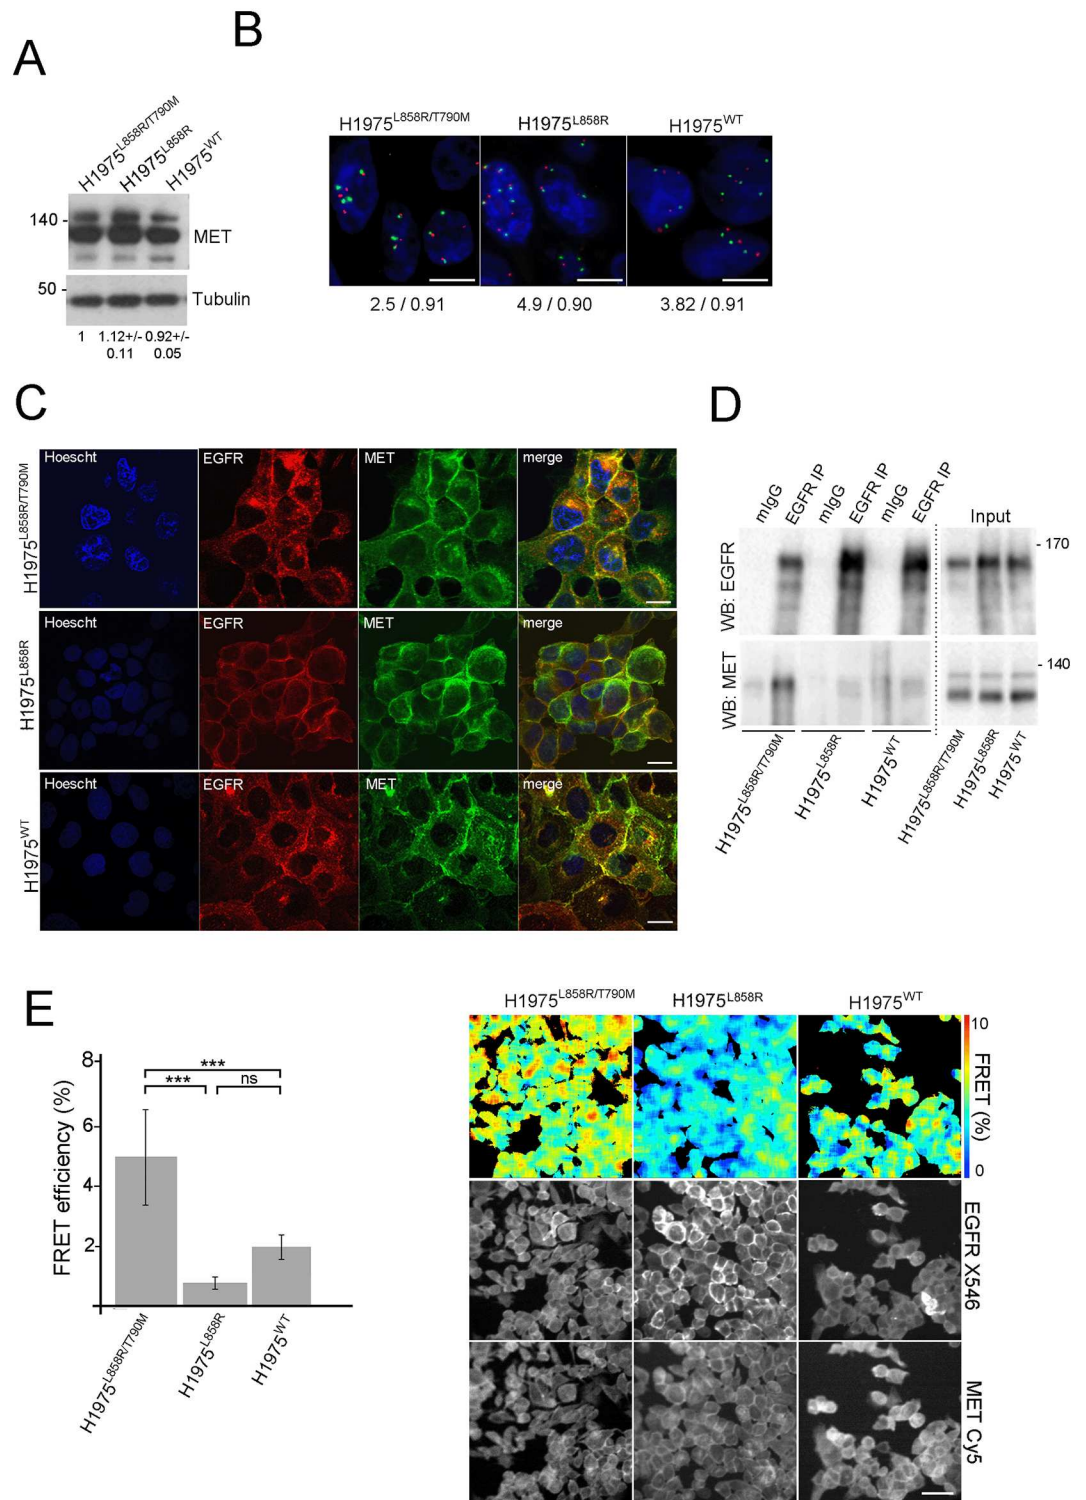 A
H1975L858R/T790M
H1975L858R
H1975WT
140 -
MET
50 -
Tubulin
1 1.12+/- 0.92+/-
0.11 0.05
B
H1975L858R/T790M H1975L858R H1975WT
2.5 / 0.91 4.9 / 0.90 3.82 / 0.91
C
H1975L858R/T790M
Hoescht EGFR MET merge
H1975L858R
Hoescht EGFR MET merge
H1975WT
Hoescht EGFR MET merge
D
mIgG
EGFR IP
mIgG
EGFR IP
mIgG
EGFR IP
Input
WB: EGFR
- 170
WB: MET
- 140
H1975L858R/T790M
H1975L858R
H1975WT
H1975L858R/T790M
H1975L858R
H1975WT
E
FRET efficiency (%)
8
6
4
2
***
*** ns
H1975L858R/T790M
H1975L858R
H1975WT
H1975L858R/T790M H1975L858R H1975WT
10
FRET (%)
0
EGFR X546
MET Cy5